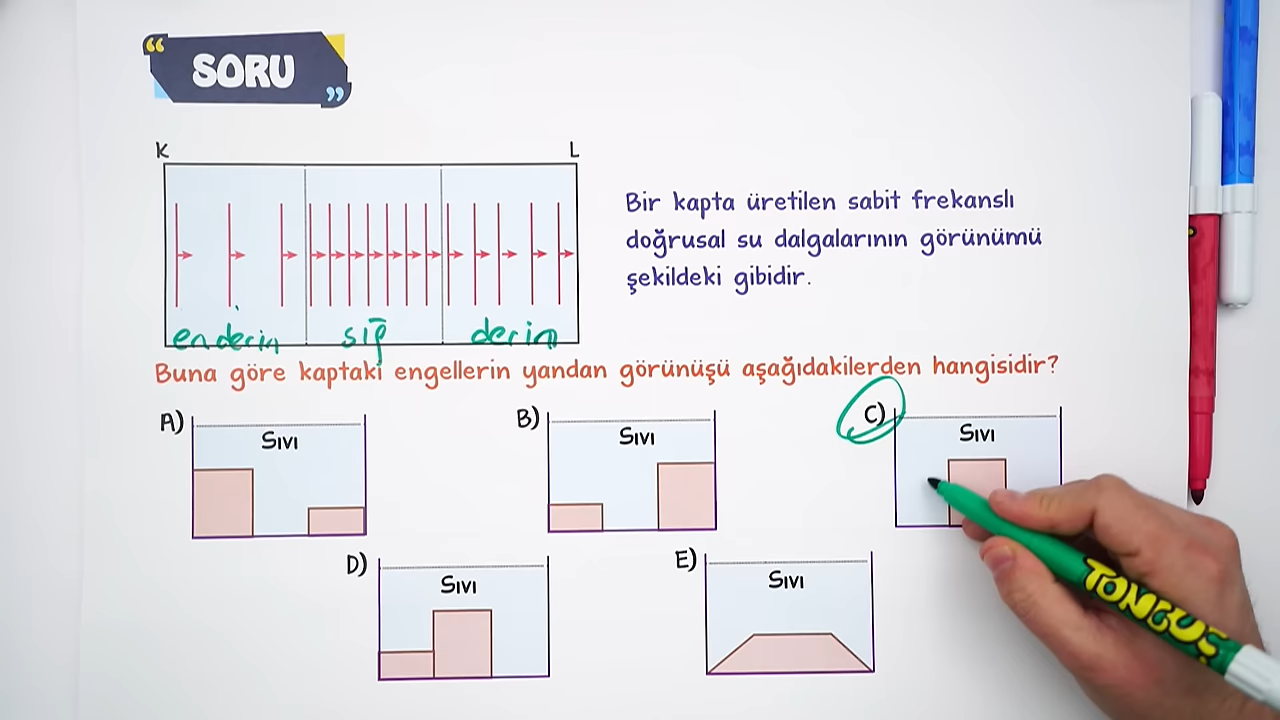 “ SORU ”
K L
Bir kapta üretilen sabit frekanslı
doğrusal su dalgalarının görünümü
şekildeki gibidir.
en derin sığ derin
Buna göre kaptaki engellerin yandan görünüşü aşağıdakilerden hangisidir?
A) Sıvı
B) Sıvı
C) Sıvı
D) Sıvı
E) Sıvı
TONGUÇ